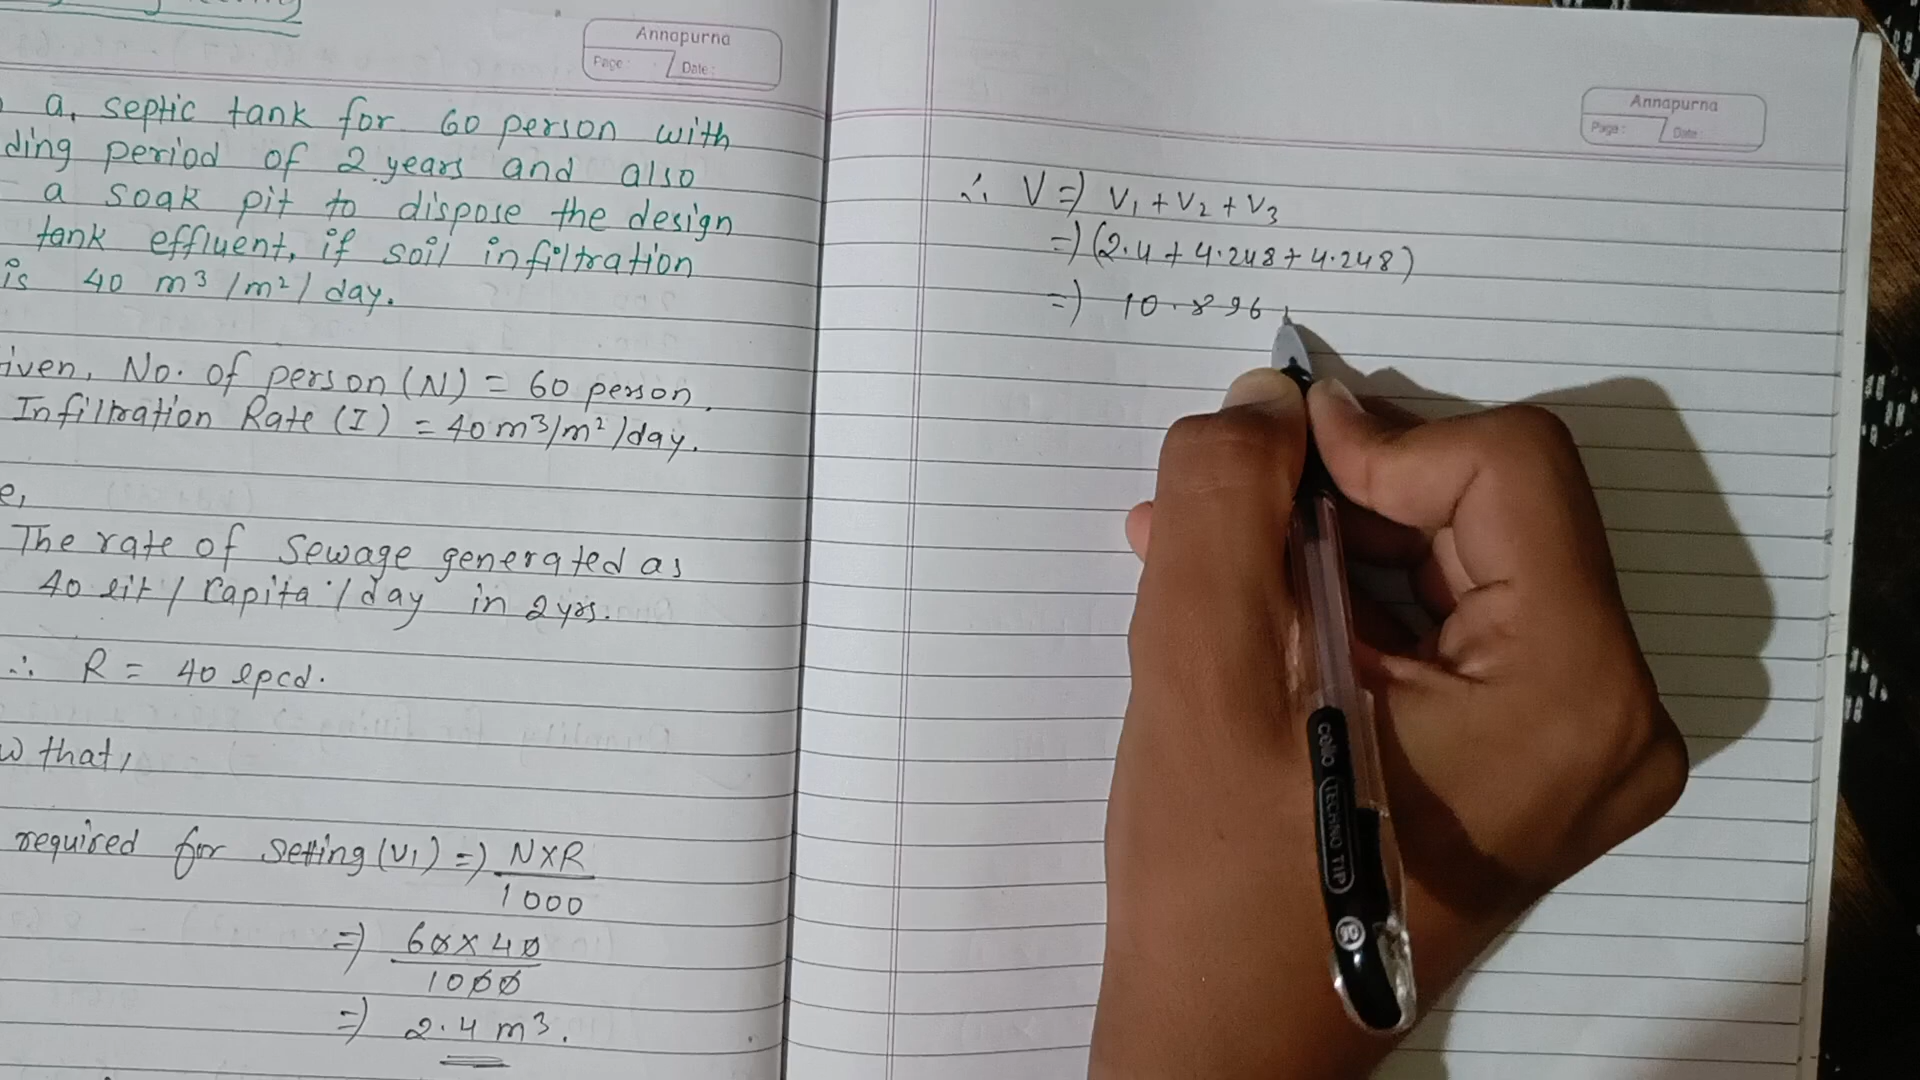 Annapurna
Page: Date:
a septic tank for 60 person with
ding period of 2 years and also
a soak pit to dispose the design
tank effluent, if soil infiltration
is 40 m3/m2/day.
iven, No. of person (N) = 60 person.
Infiltration Rate (I) = 40 m3/m2/day.
e,
The rate of sewage generated as
40 lit/capita/day in 2 yrs.
∴ R = 40 lpcd.
w that,
required for setting (V1) => N×R
1000
=> 60×40
1000
=> 2.4 m3.
Annapurna
Page: Date:
∴ V => V1 + V2 + V3
=> (2.4 + 4.248 + 4.248)
=> 10.896
cello TECHNO TIP